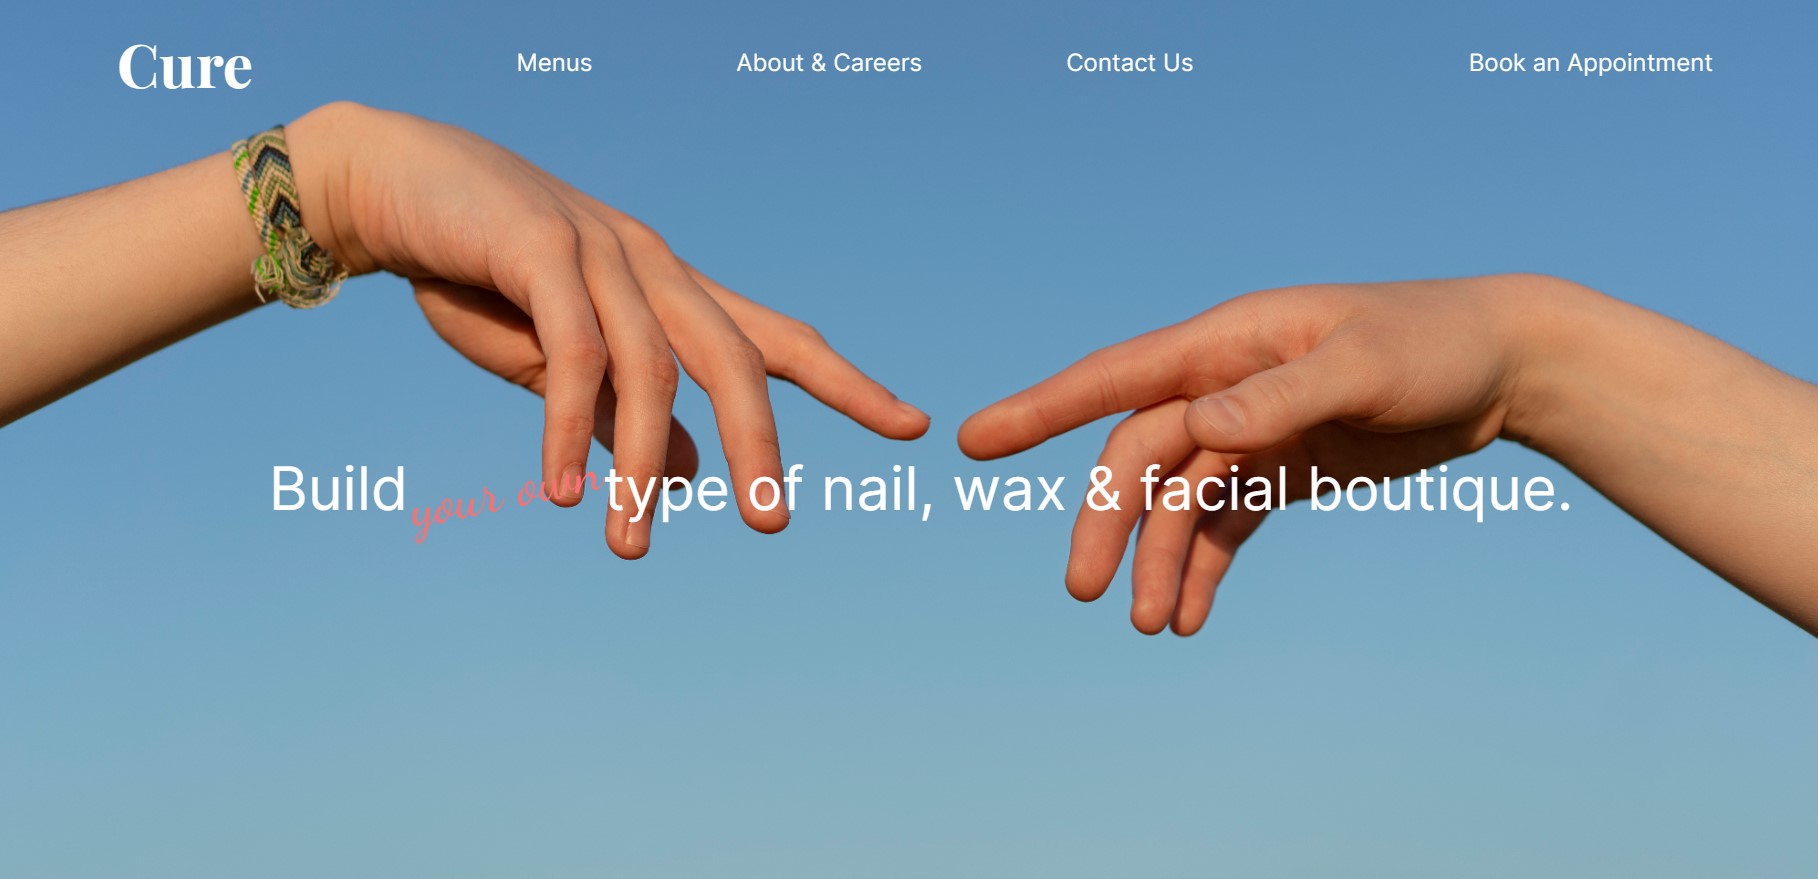 Cure
Menus
About & Careers
Contact Us
Book an Appointment
Build your own type of nail, wax & facial boutique.